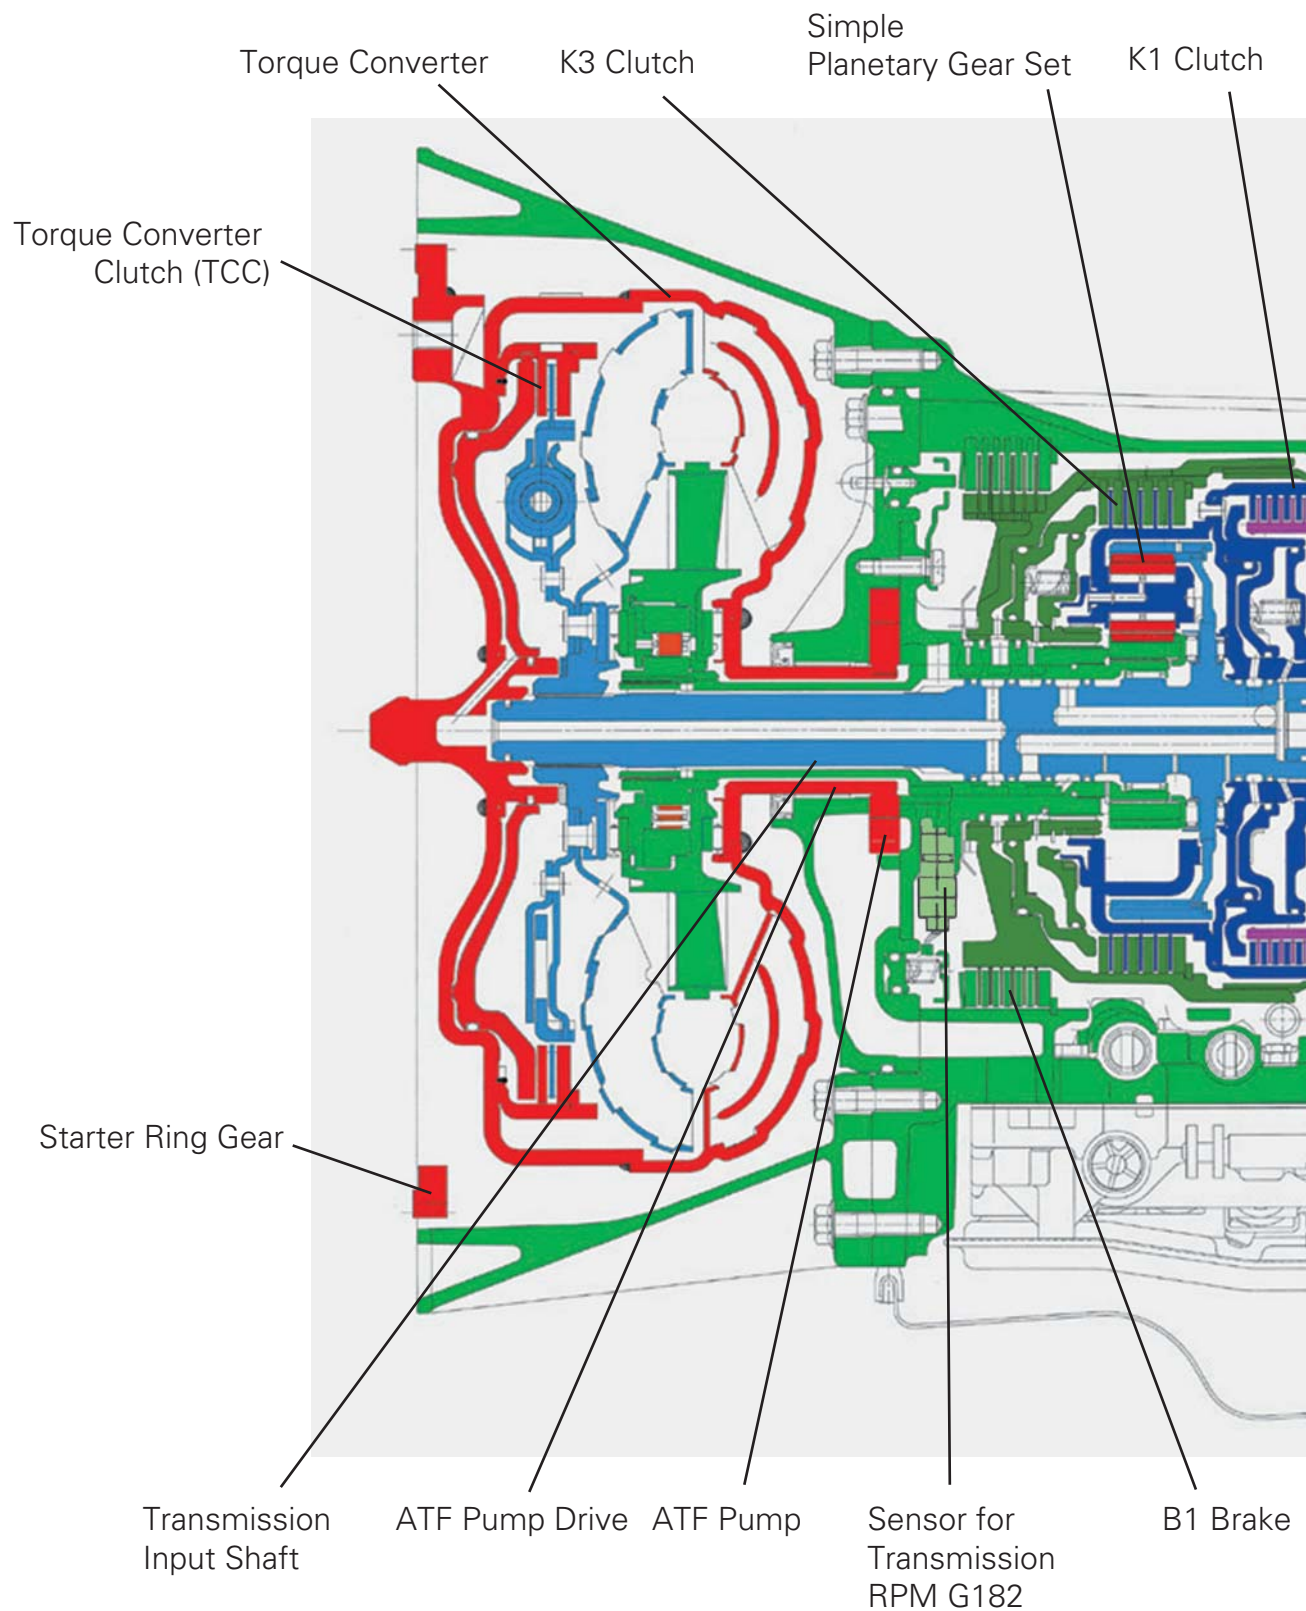 Simple
Planetary Gear Set
Torque Converter
K3 Clutch
K1 Clutch
Torque Converter
Clutch (TCC)
Starter Ring Gear
Transmission
Input Shaft
ATF Pump Drive
ATF Pump
Sensor for
Transmission
RPM G182
B1 Brake